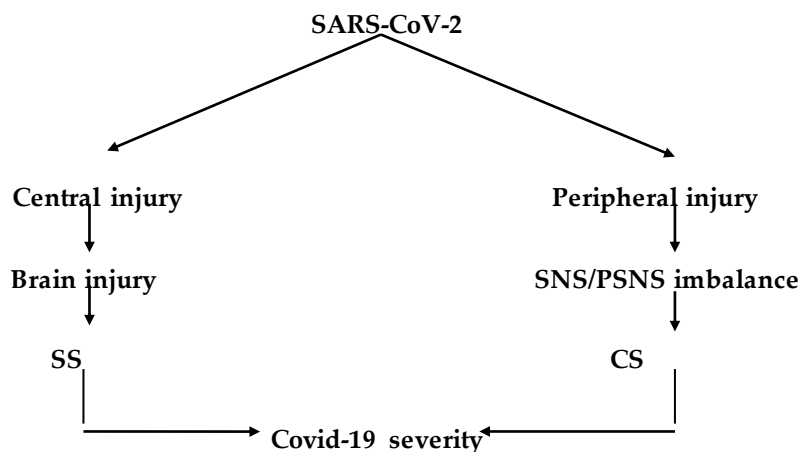 SARS-CoV-2
Central injury Peripheral injury
Brain injury SNS/PSNS imbalance
SS CS
Covid-19 severity